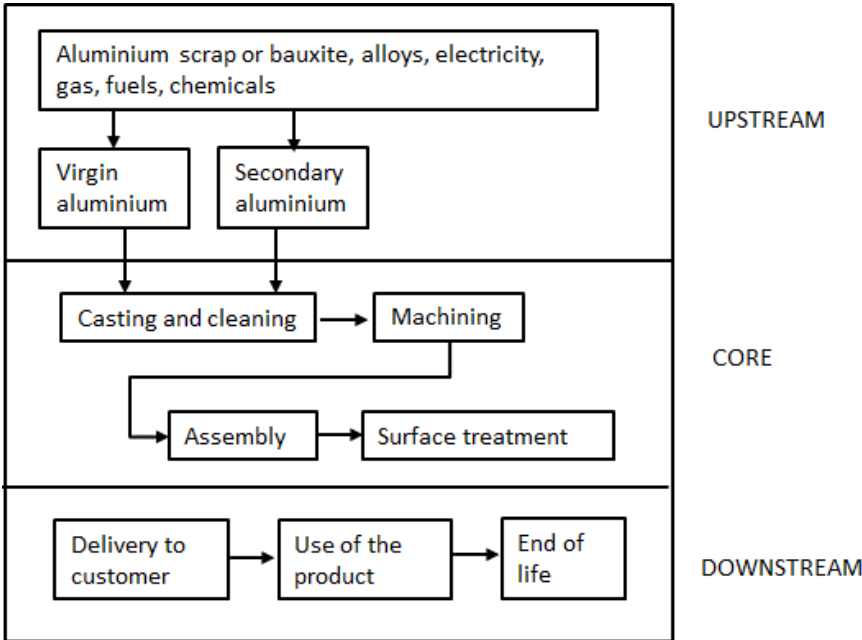 Aluminium scrap or bauxite, alloys, electricity,
gas, fuels, chemicals
UPSTREAM
Virgin
aluminium
Secondary
aluminium
Casting and cleaning
Machining
CORE
Assembly
Surface treatment
Delivery to
customer
Use of the
product
End of
life
DOWNSTREAM